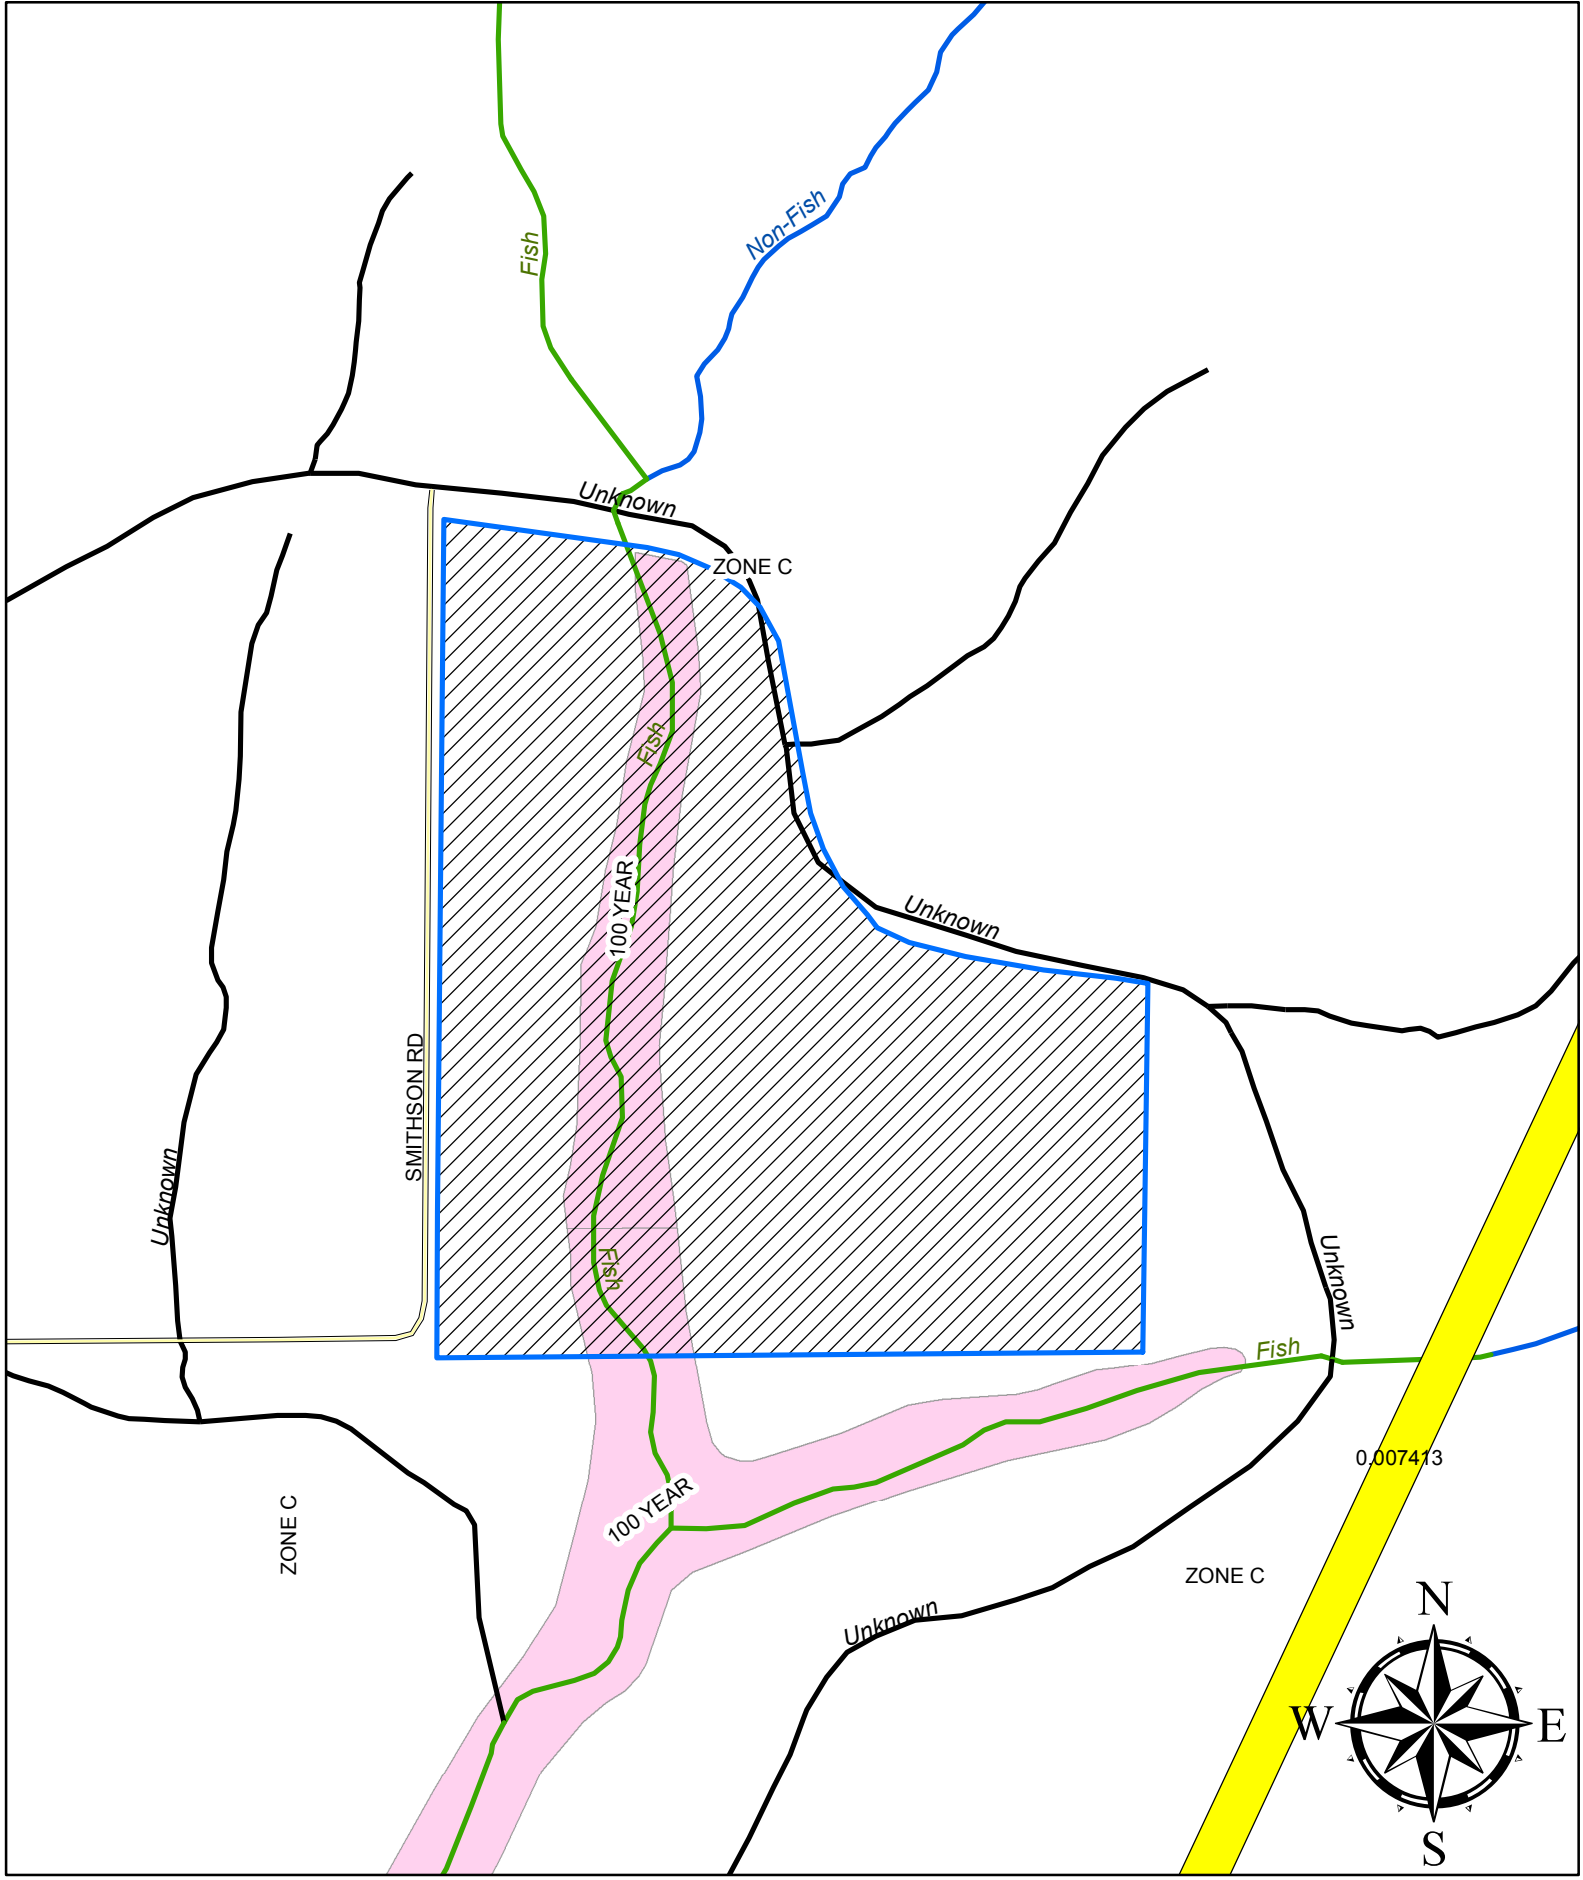 Non-Fish
Fish
Unknown
ZONE C
Fish
100 YEAR
Unknown
SMITHSON RD
Unknown
Fish
Unknown
Fish
0.007413
100 YEAR
ZONE C
ZONE C
Unknown
N
W
E
S